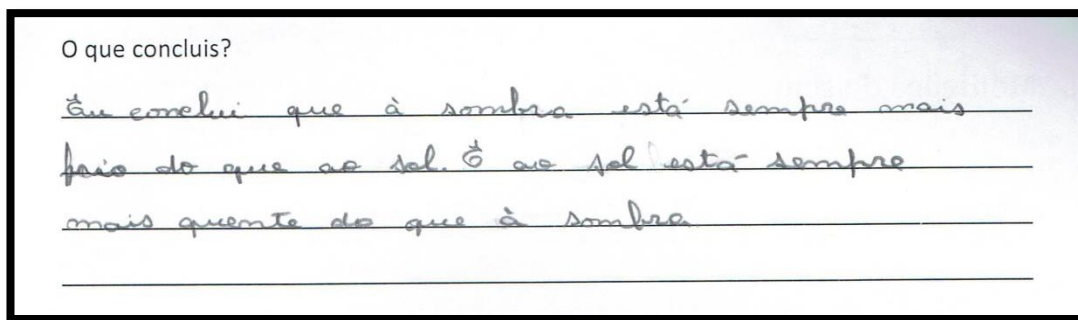 O que concluis?
Eu conclui que à sombra está sempre mais
frio do que ao sol. E ao sol está sempre
mais quente do que à sombra